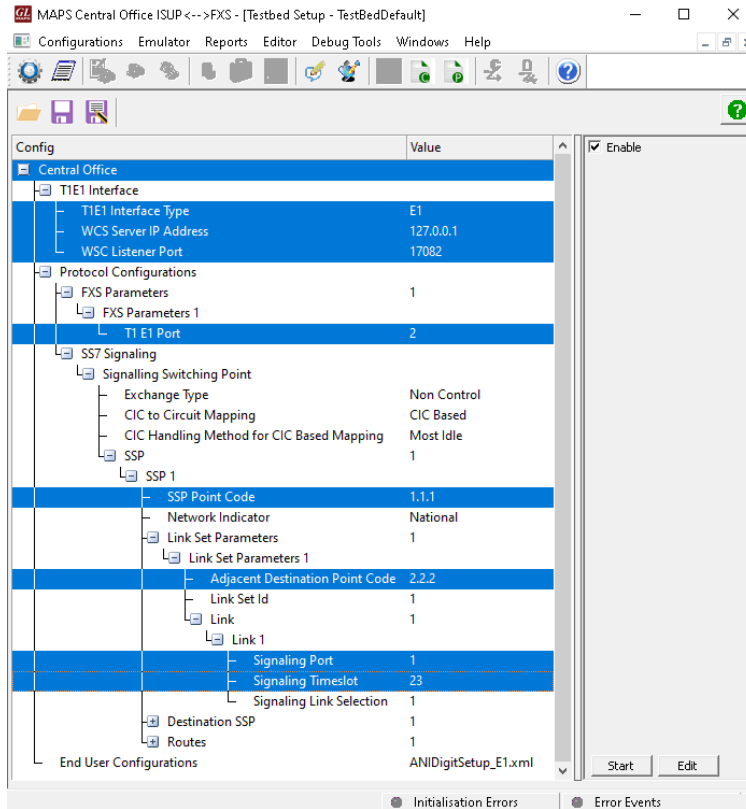 GL MAPS Central Office ISUP<-->FXS - [Testbed Setup - TestBedDefault]
Configurations Emulator Reports Editor Debug Tools Windows Help
Config Value
Enable
Central Office
T1E1 Interface
T1E1 Interface Type E1
WCS Server IP Address 127.0.0.1
WSC Listener Port 17082
Protocol Configurations
FXS Parameters 1
FXS Parameters 1
T1 E1 Port 2
SS7 Signaling
Signalling Switching Point
Exchange Type Non Control
CIC to Circuit Mapping CIC Based
CIC Handling Method for CIC Based Mapping Most Idle
SSP 1
SSP 1
SSP Point Code 1.1.1
Network Indicator National
Link Set Parameters 1
Link Set Parameters 1
Adjacent Destination Point Code 2.2.2
Link Set Id 1
Link 1
Link 1
Signaling Port 1
Signaling Timeslot 23
Signaling Link Selection 1
Destination SSP 1
Routes 1
End User Configurations ANIDigitSetup_E1.xml
Start Edit
Initialisation Errors Error Events